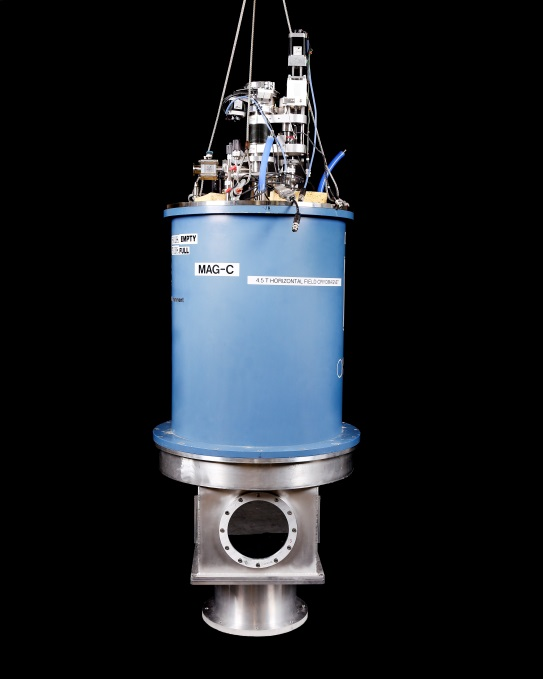 EMPTY
FULL
MAG-C
4.5 T HORIZONTAL FIELD CRYOMAGNET